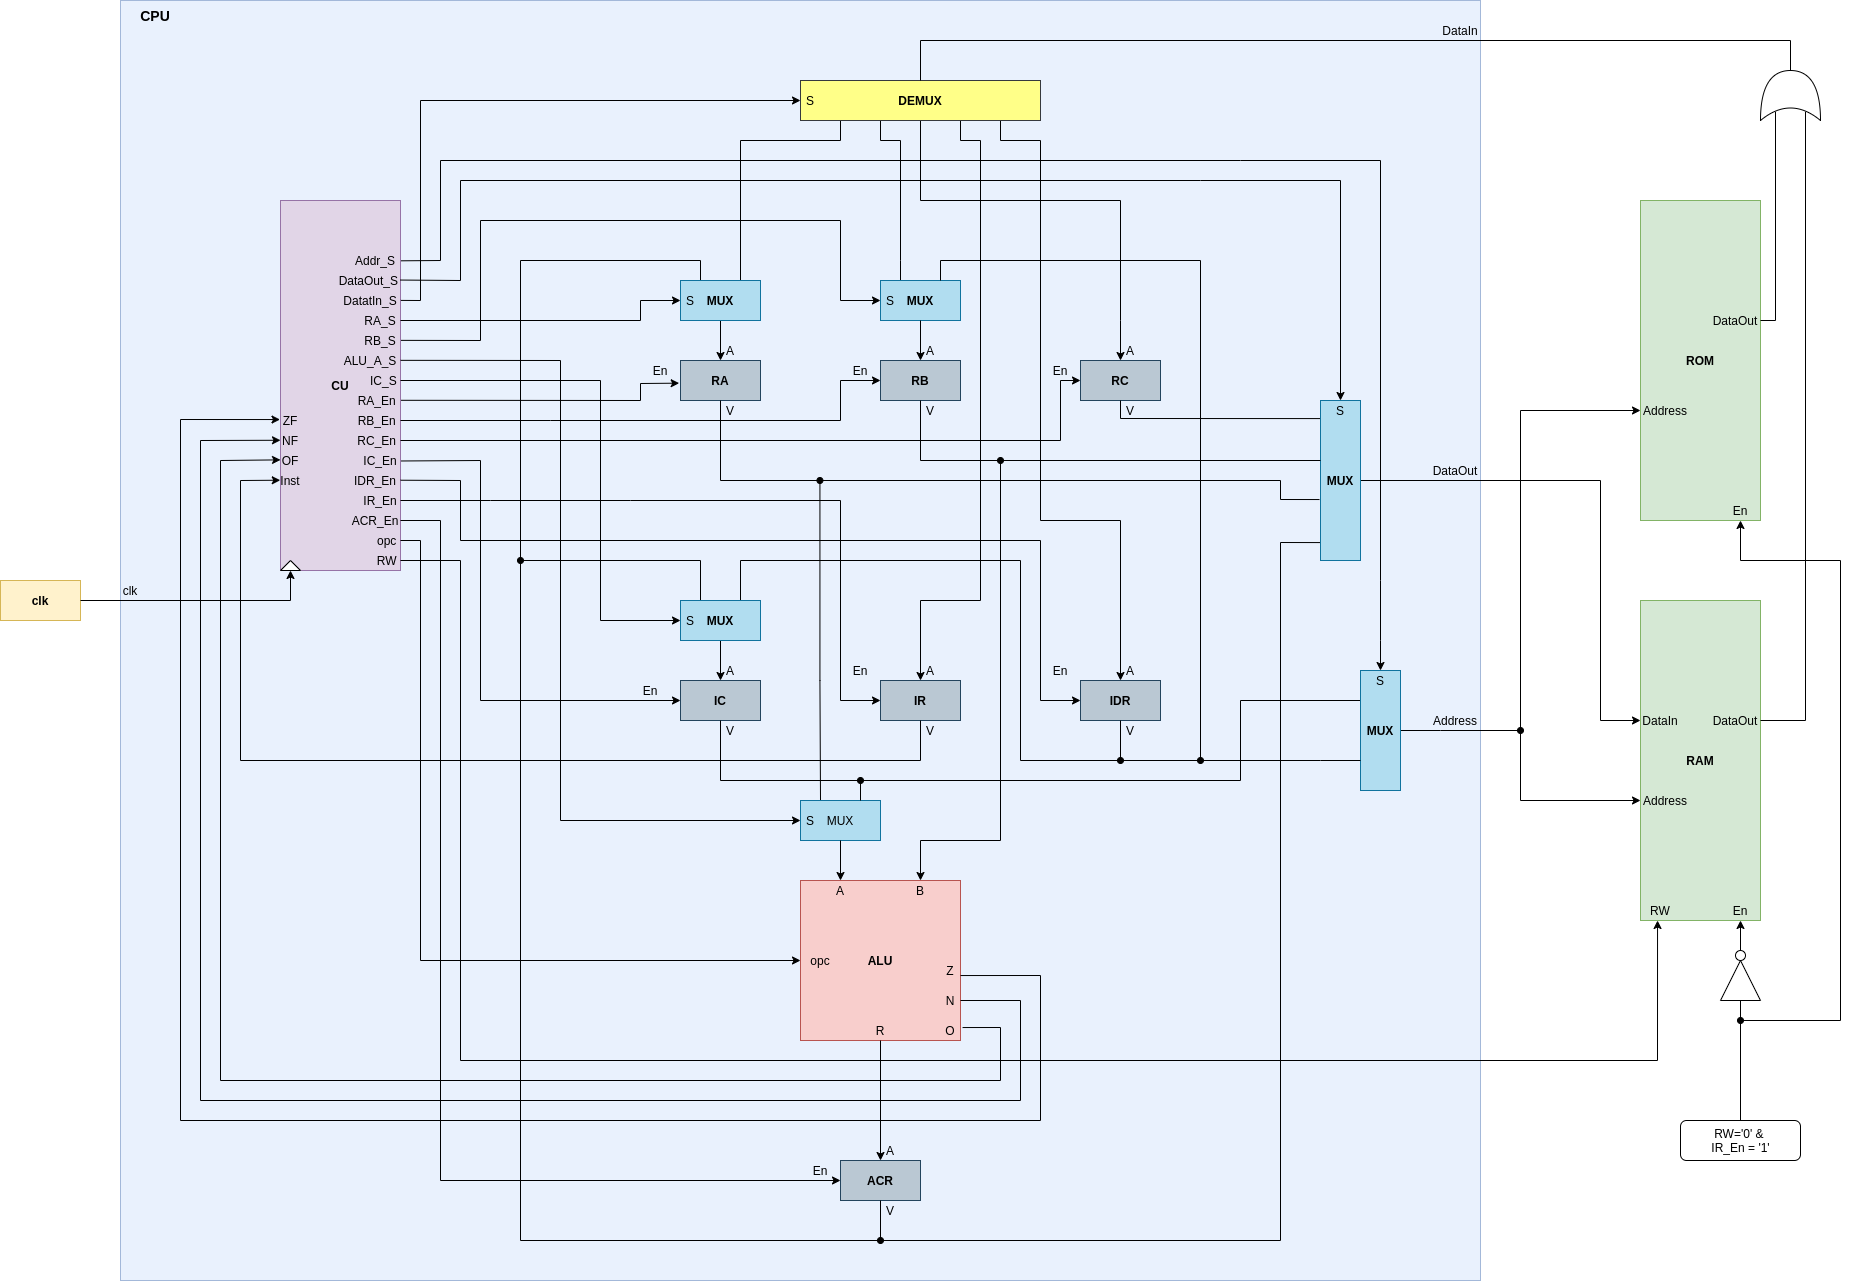 CPU
DataIn
S
DEMUX
Addr_S
DataOut_S
DatatIn_S
RA_S
RB_S
ALU_A_S
IC_S
CU
RA_En
RB_En
RC_En
IC_En
IDR_En
IR_En
ACR_En
opc
RW
ZF
NF
OF
Inst
S MUX
S MUX
A
A
A
En
RA
En
RB
En
RC
V
V
V
S
MUX
DataOut
DataOut
ROM
Address
En
clk
clk
S MUX
A
En
IC
V
En
A
IR
V
En
A
IDR
V
S
MUX
Address
DataIn
DataOut
RAM
Address
RW
En
S MUX
A
B
opc
ALU
Z
N
O
R
A
En
ACR
V
RW='0' &
IR_En = '1'